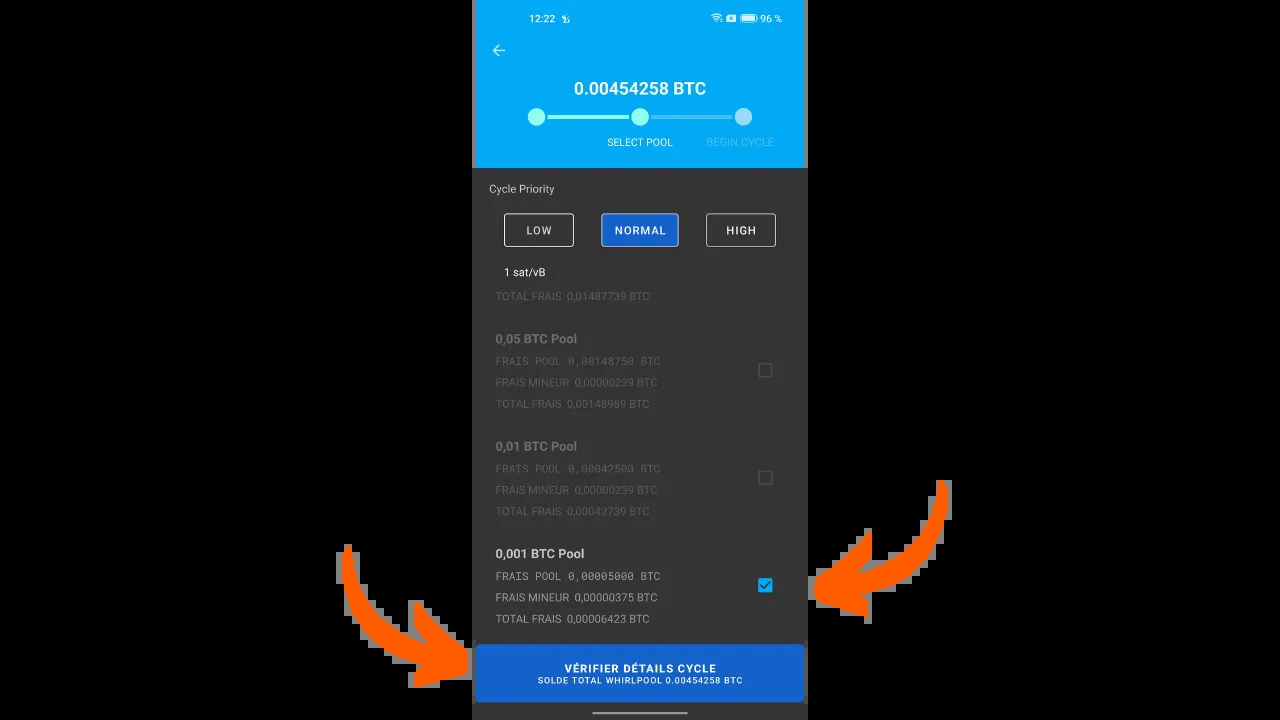 12:22
96 %
0.00454258 BTC
SELECT POOL
BEGIN CYCLE
Cycle Priority
LOW
NORMAL
HIGH
1 sat/vB
TOTAL FRAIS 0,01487739 BTC
0,05 BTC Pool
FRAIS POOL 0,00148750 BTC
FRAIS MINEUR 0,00000239 BTC
TOTAL FRAIS 0,00148989 BTC
0,01 BTC Pool
FRAIS POOL 0,00042500 BTC
FRAIS MINEUR 0,00000239 BTC
TOTAL FRAIS 0,00042739 BTC
0,001 BTC Pool
FRAIS POOL 0,00005000 BTC
FRAIS MINEUR 0,00000375 BTC
TOTAL FRAIS 0,00006423 BTC
VÉRIFIER DÉTAILS CYCLE
SOLDE TOTAL WHIRLPOOL 0.00454258 BTC